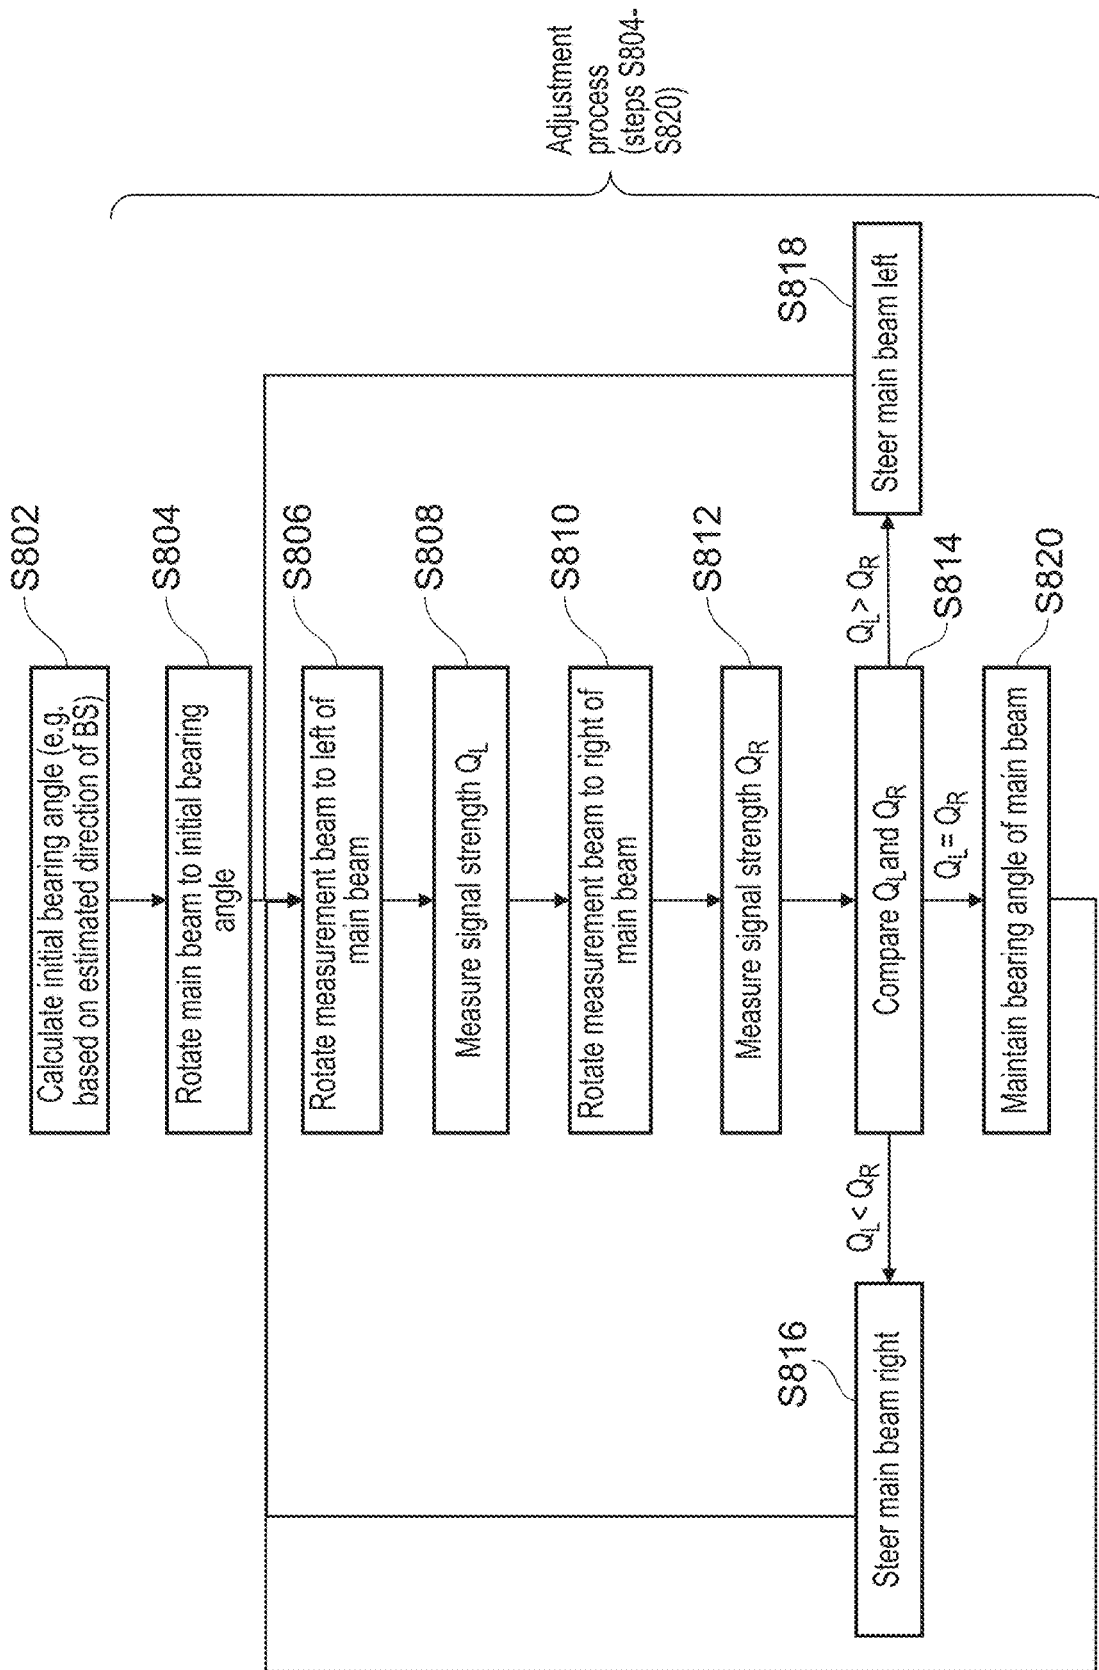 S802
Calculate initial bearing angle (e.g.
based on estimated direction of BS)
S804
Rotate main beam to initial bearing
angle
S806
Rotate measurement beam to left of
main beam
S808
Measure signal strength QL
S810
Rotate measurement beam to right of
main beam
S812
Measure signal strength QR
S814
Compare QL and QR
QL < QR
QL > QR
QL = QR
S816
Steer main beam right
S818
Steer main beam left
S820
Maintain bearing angle of main beam
Adjustment
process
(steps S804-
S820)